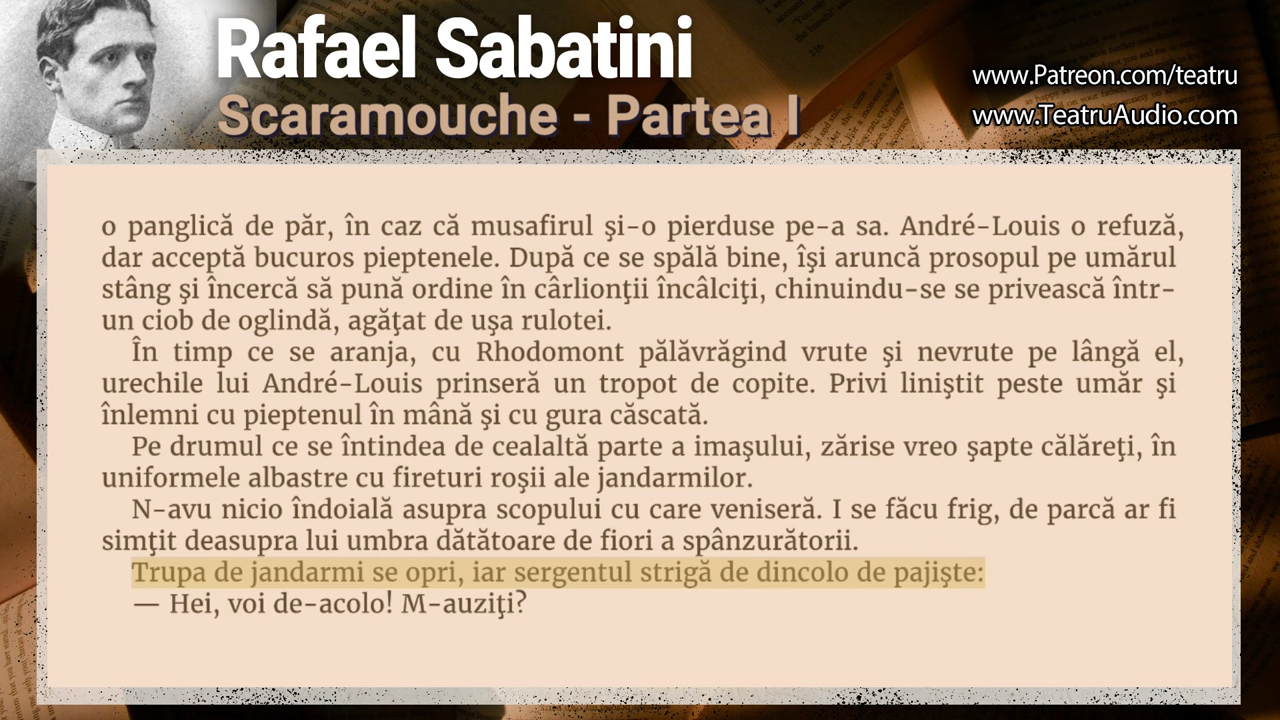 Rafael Sabatini
Scaramouche - Partea I
www.Patreon.com/teatru
www.TeatruAudio.com
o panglică de păr, în caz că musafirul şi-o pierduse pe-a sa. André-Louis o refuză,
dar acceptă bucuros pieptenele. După ce se spălă bine, îşi aruncă prosopul pe umărul
stâng şi încercă să pună ordine în cârlionţii încâlciţi, chinuindu-se se privească într-
un ciob de oglindă, agăţat de uşa rulotei.
În timp ce se aranja, cu Rhodomont pălăvrăgind vrute şi nevrute pe lângă el,
urechile lui André-Louis prinseră un tropot de copite. Privi liniştit peste umăr şi
înlemni cu pieptenul în mână şi cu gura căscată.
Pe drumul ce se întindea de cealaltă parte a imaşului, zărise vreo şapte călăreţi, în
uniformele albastre cu fireturi roşii ale jandarmilor.
N-avu nicio îndoială asupra scopului cu care veniseră. I se făcu frig, de parcă ar fi
simţit deasupra lui umbra dătătoare de fiori a spânzurătorii.
Trupa de jandarmi se opri, iar sergentul strigă de dincolo de pajişte:
— Hei, voi de-acolo! M-auziţi?